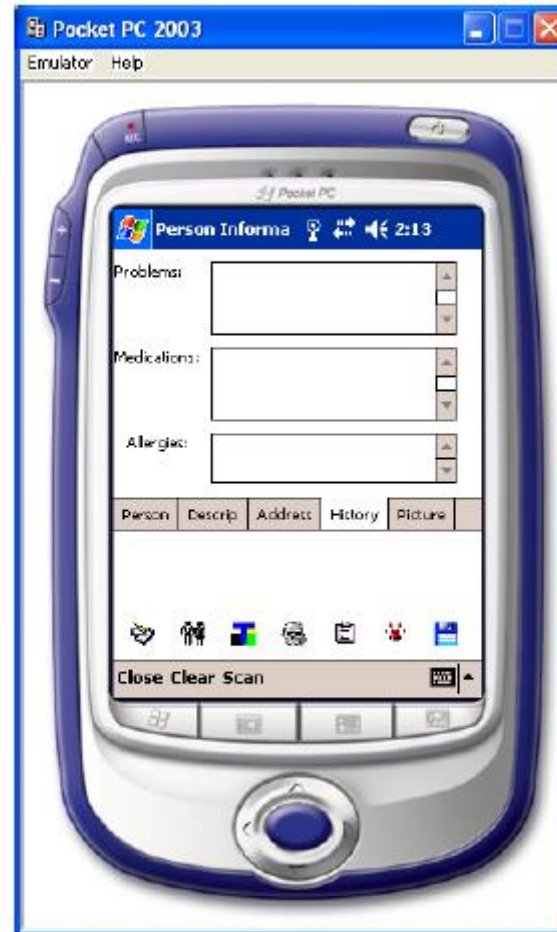 Pocket PC 2003
Emulator Help
Pocket PC
Person Informa 2:13
Problems:
Medications:
Allergies:
Person Descrip Address History Picture
Close Clear Scan